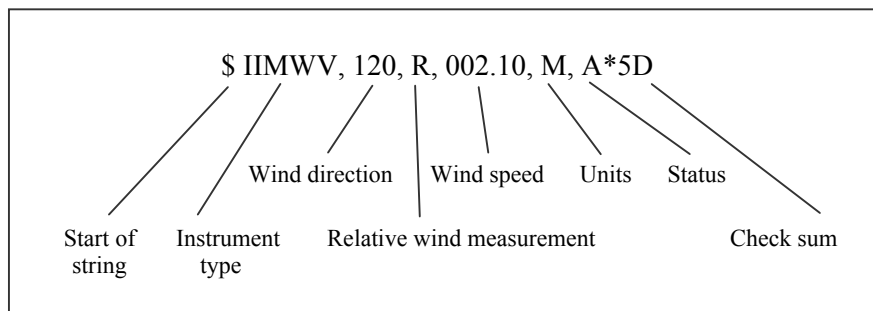 $ IIMWV, 120, R, 002.10, M, A*5D
Wind direction Wind speed Units Status
Start of string Instrument type Relative wind measurement Check sum